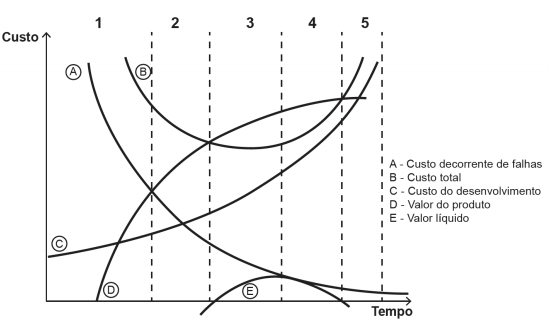 1 2 3 4 5
Custo
A
B
A - Custo decorrente de falhas
B - Custo total
C - Custo do desenvolvimento
D - Valor do produto
E - Valor líquido
C
D
E
Tempo